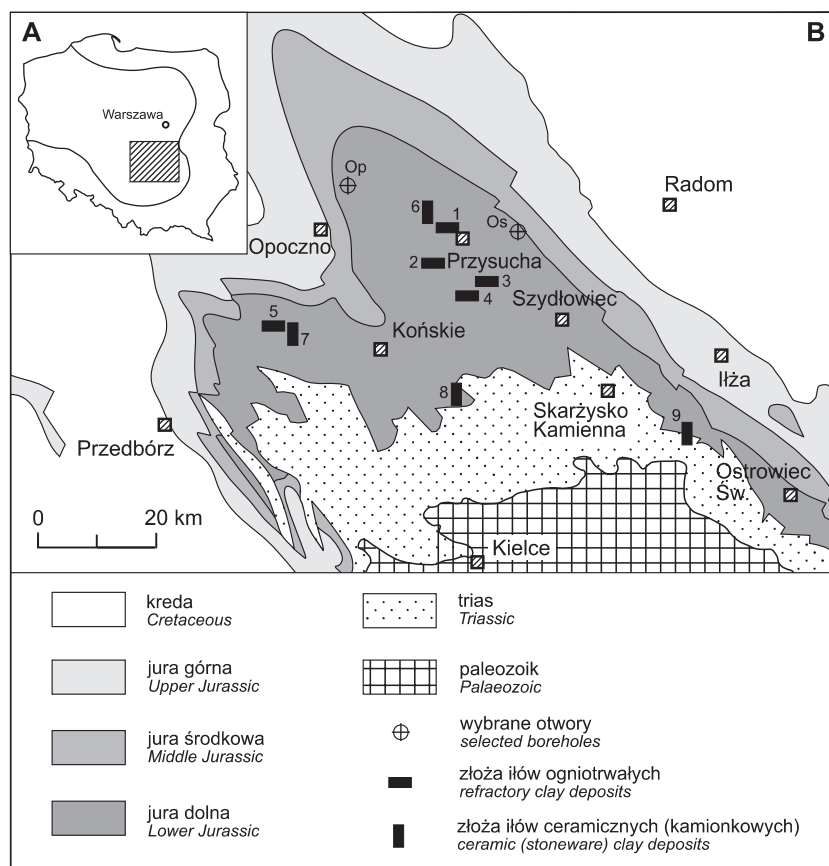 A
B
Warszawa
Op
Radom
6
1
Os
Opoczno
2
Przysucha
3
4
Szydłowiec
5
7
Końskie
Iłża
8
Skarżysko
Kamienna
9
Przedbórz
Ostrowiec
Św.
0
20 km
Kielce
kreda
Cretaceous
jura górna
Upper Jurassic
jura środkowa
Middle Jurassic
jura dolna
Lower Jurassic
trias
Triassic
paleozoik
Palaeozoic
wybrane otwory
selected boreholes
złoża iłów ogniotrwałych
refractory clay deposits
złoża iłów ceramicznych (kamionkowych)
ceramic (stoneware) clay deposits